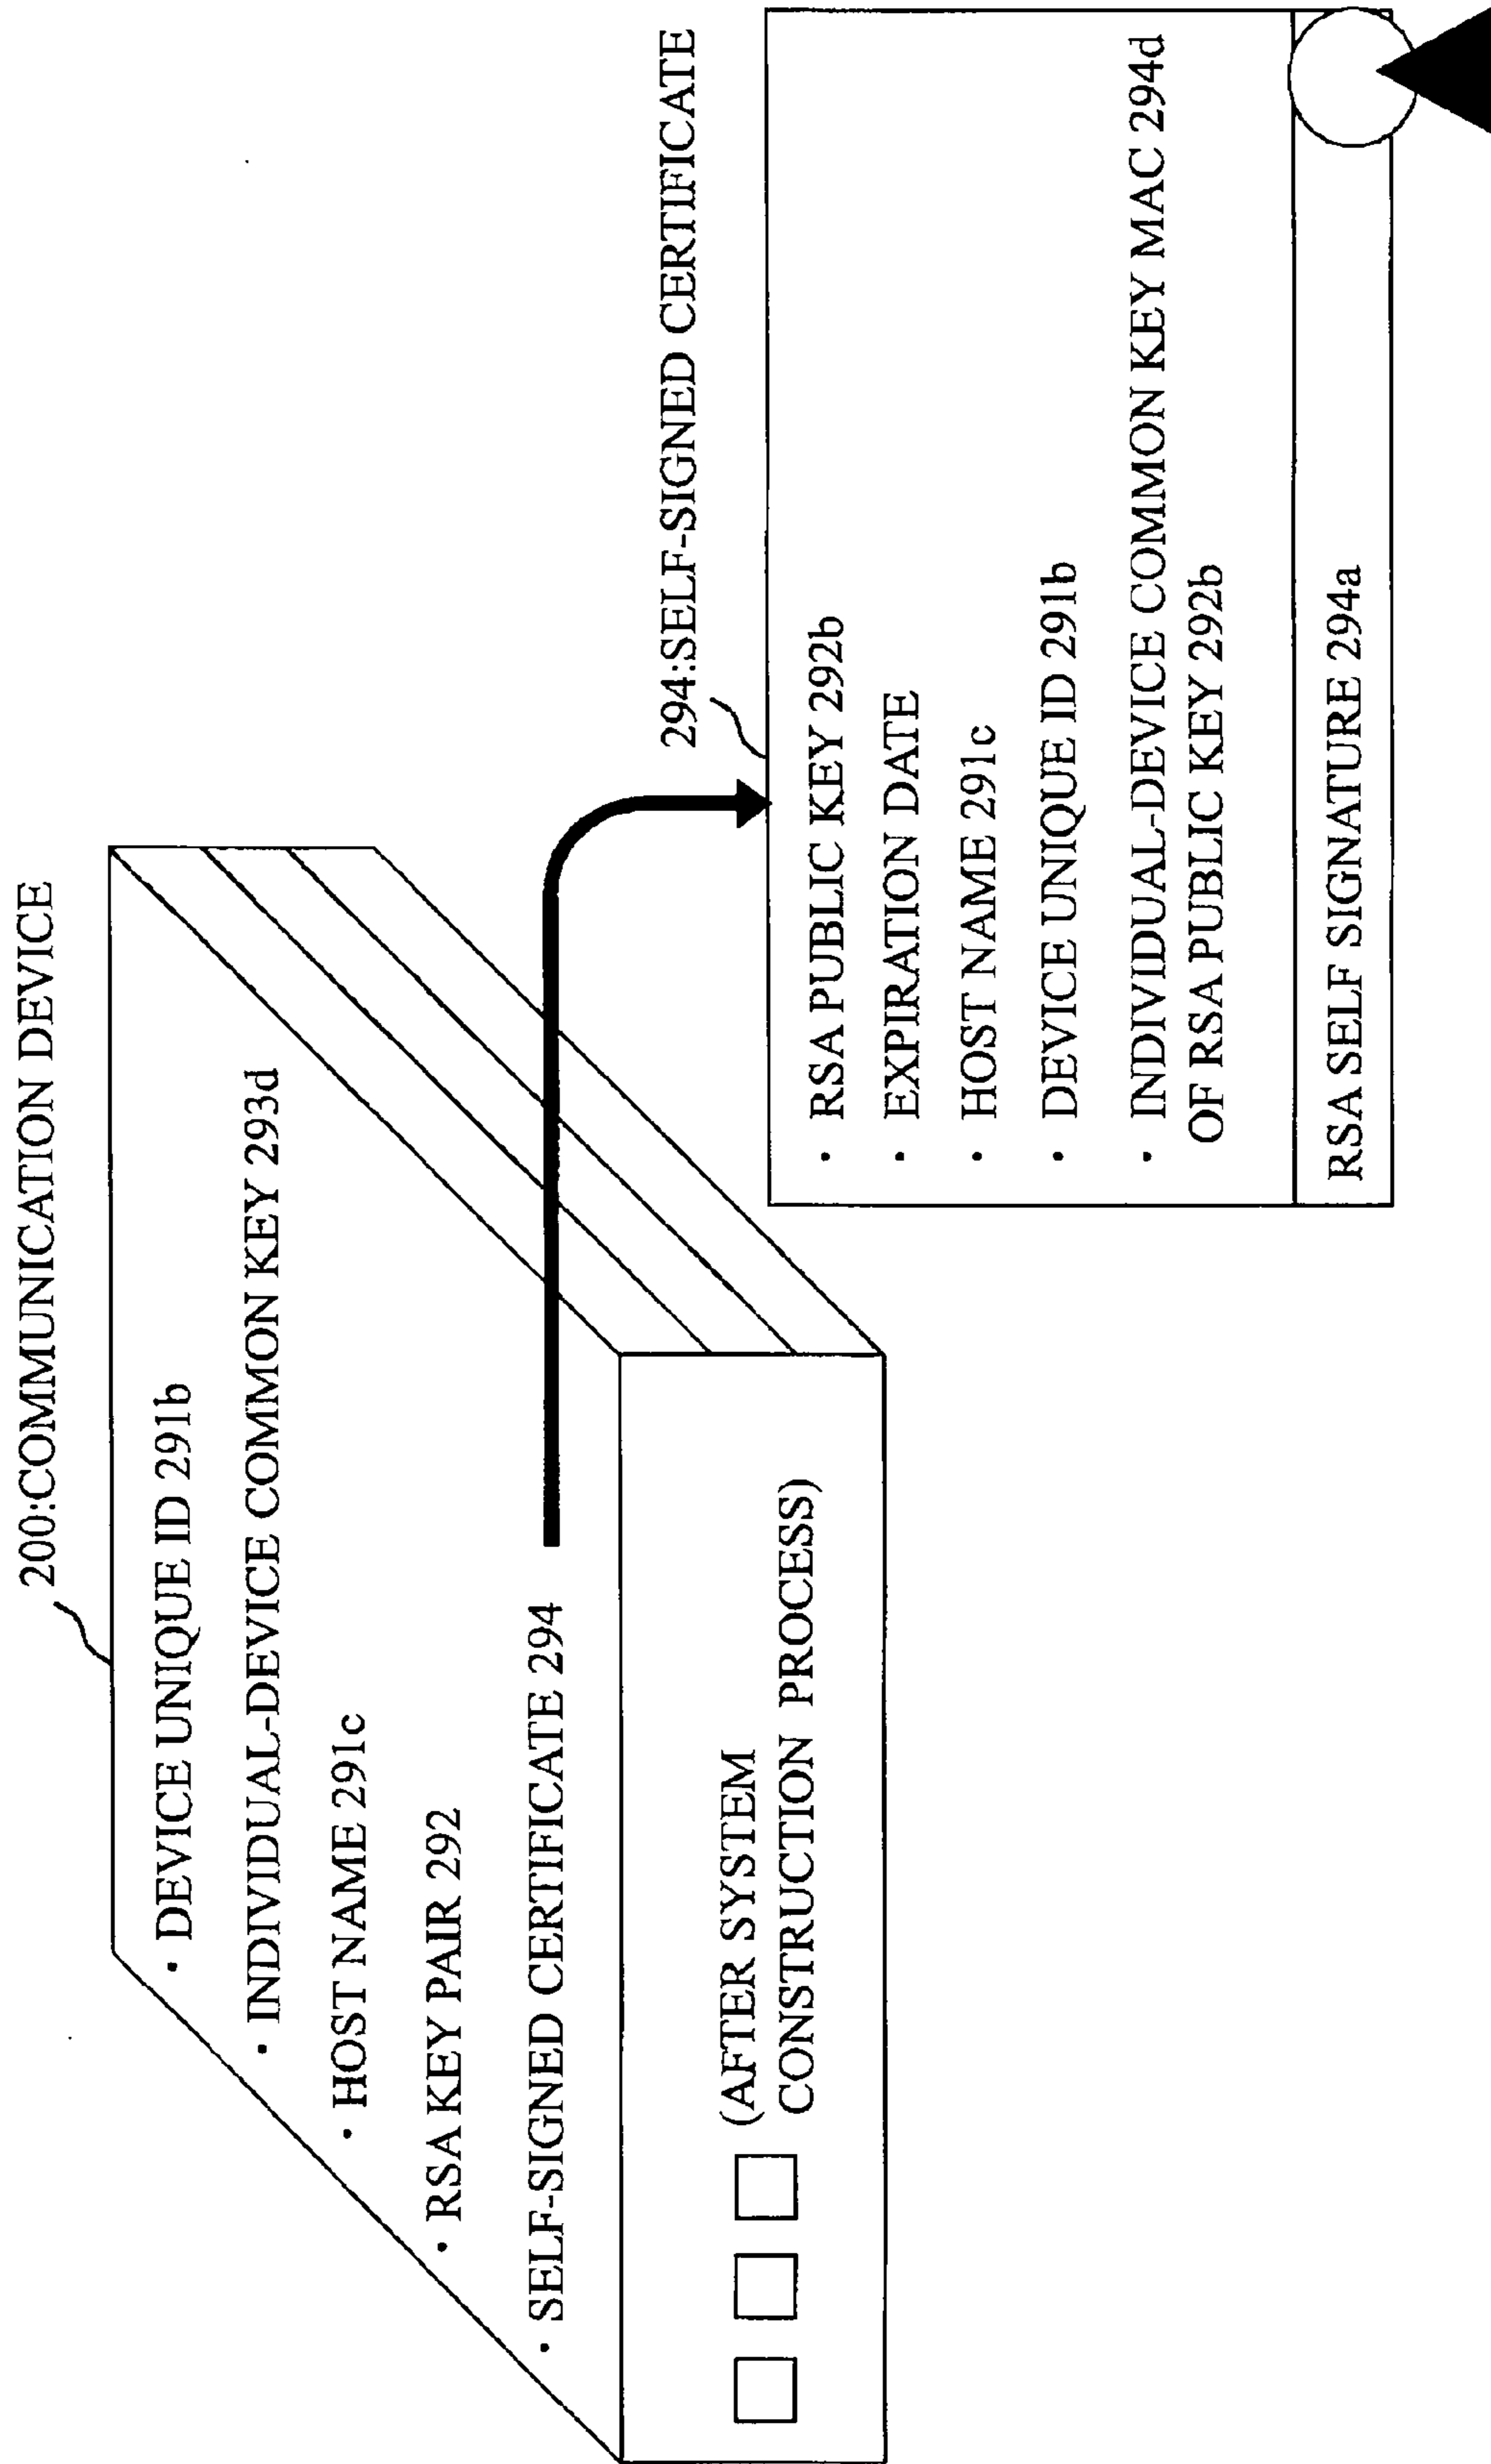 200:COMMUNICATION DEVICE
· DEVICE UNIQUE ID 291b
· INDIVIDUAL-DEVICE COMMON KEY 293d
· HOST NAME 291c
· RSA KEY PAIR 292
· SELF-SIGNED CERTIFICATE 294
(AFTER SYSTEM
CONSTRUCTION PROCESS)
294:SELF-SIGNED CERTIFICATE
· RSA PUBLIC KEY 292b
· EXPIRATION DATE
· HOST NAME 291c
· DEVICE UNIQUE ID 291b
· INDIVIDUAL-DEVICE COMMON KEY MAC 294d
OF RSA PUBLIC KEY 292b
RSA SELF SIGNATURE 294a